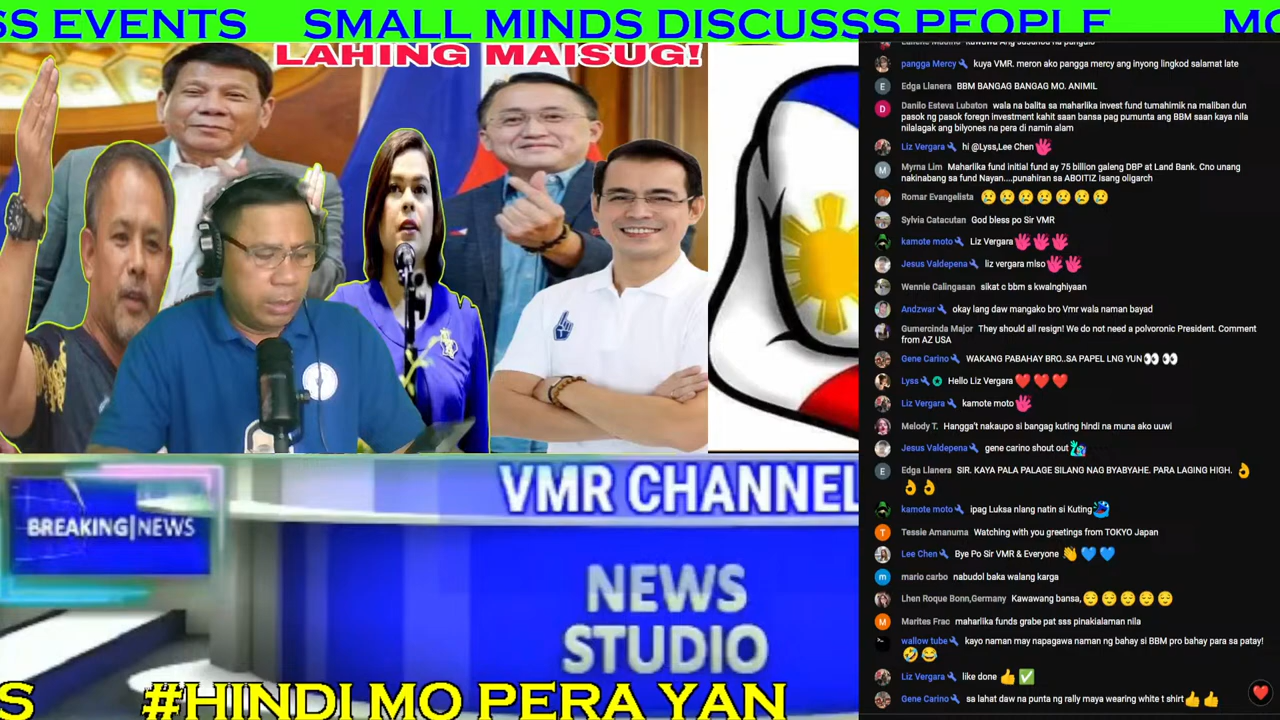 SS EVENTS SMALL MINDS DISCUSSS PEOPLE MO
LAHING MAISUG!
VMR CHANNEL
BREAKING|NEWS
NEWS
STUDIO
S #HINDI MO PERA YAN
pangga Mercy kuya VMR. meron ako pangga mercy ang inyong lingkod salamat late
E Edga Llanera BBM BANGAG BANGAG MO. ANIMIL
D Danilo Esteva Lubaton wala na balita sa maharlika invest fund tumahimik na maliban dun
pasok ng pasok foregn investment kahit saan bansa pag pumunta ang BBM saan kaya nila
nilalagak ang bilyones na pera di namin alam
Liz Vergara hi @Lyss,Lee Chen
M Myrna Lim Maharlika fund initial fund ay 75 billion galeng DBP at Land Bank. Cno unang
nakinabang sa fund Nayan....punahiran sa ABOITIZ Isang oligarch
Romar Evangelista 😢😢😢😢😢😢😢
Sylvia Catacutan God bless po Sir VMR
kamote moto Liz Vergara
Jesus Valdepena liz vergara mlso
Wennie Calingasan sikat c bbm s kwalnghiyaan
Andzwar okay lang daw mangako bro Vmr wala naman bayad
Gumercinda Major They should all resign! We do not need a polvoronic President. Comment
from AZ USA
Gene Carino WAKANG PABAHAY BRO..SA PAPEL LNG YUN👀👀
Lyss Hello Liz Vergara❤️❤️❤️
Liz Vergara kamote moto
Melody T. Hangga't nakaupo si bangag kuting hindi na muna ako uuwi
Jesus Valdepena gene carino shout out
E Edga Llanera SIR. KAYA PALA PALAGE SILANG NAG BYABYAHE. PARA LAGING HIGH. 👌
👌👌
kamote moto ipag Luksa nlang natin si Kuting
T Tessie Amanuma Watching with you greetings from TOKYO Japan
Lee Chen Bye Po Sir VMR & Everyone 👋💙💙
m mario carbo nabudol baka walang karga
Lhen Roque Bonn,Germany Kawawang bansa,😌😌😌😌😌
M Marites Frac maharlika funds grabe pat sss pinakialaman nila
wallow tube kayo naman may napagawa naman ng bahay si BBM pro bahay para sa patay!
🤣😂
Liz Vergara like done 👍✅
Gene Carino sa lahat daw na punta ng rally maya wearing white t shirt👍👍